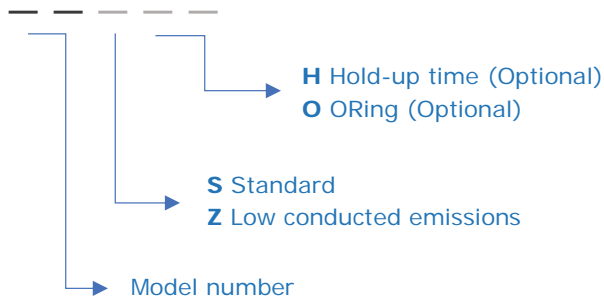 H Hold-up time (Optional)
O ORing (Optional)
S Standard
Z Low conducted emissions
Model number